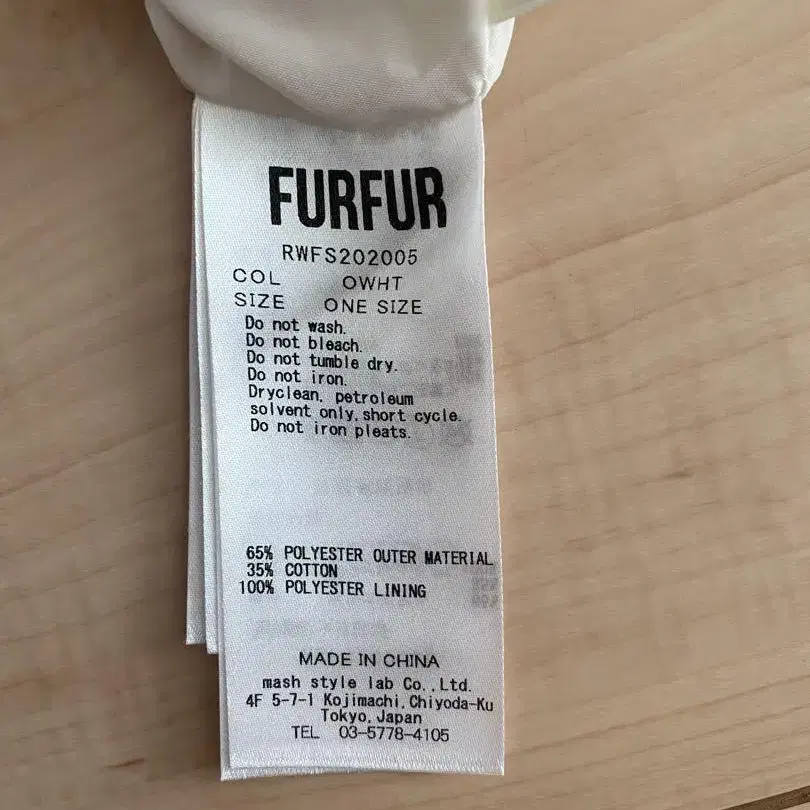 FURFUR
RWFS202005
COL OWHT
SIZE ONE SIZE
Do not wash.
Do not bleach.
Do not tumble dry.
Do not iron.
Dryclean, petroleum
solvent only,short cycle.
Do not iron pleats.
65% POLYESTER OUTER MATERIAL
35% COTTON
100% POLYESTER LINING
MADE IN CHINA
mash style lab Co.,Ltd.
4F 5-7-1 Kojimachi,Chiyoda-Ku
Tokyo,Japan
TEL 03-5778-4105